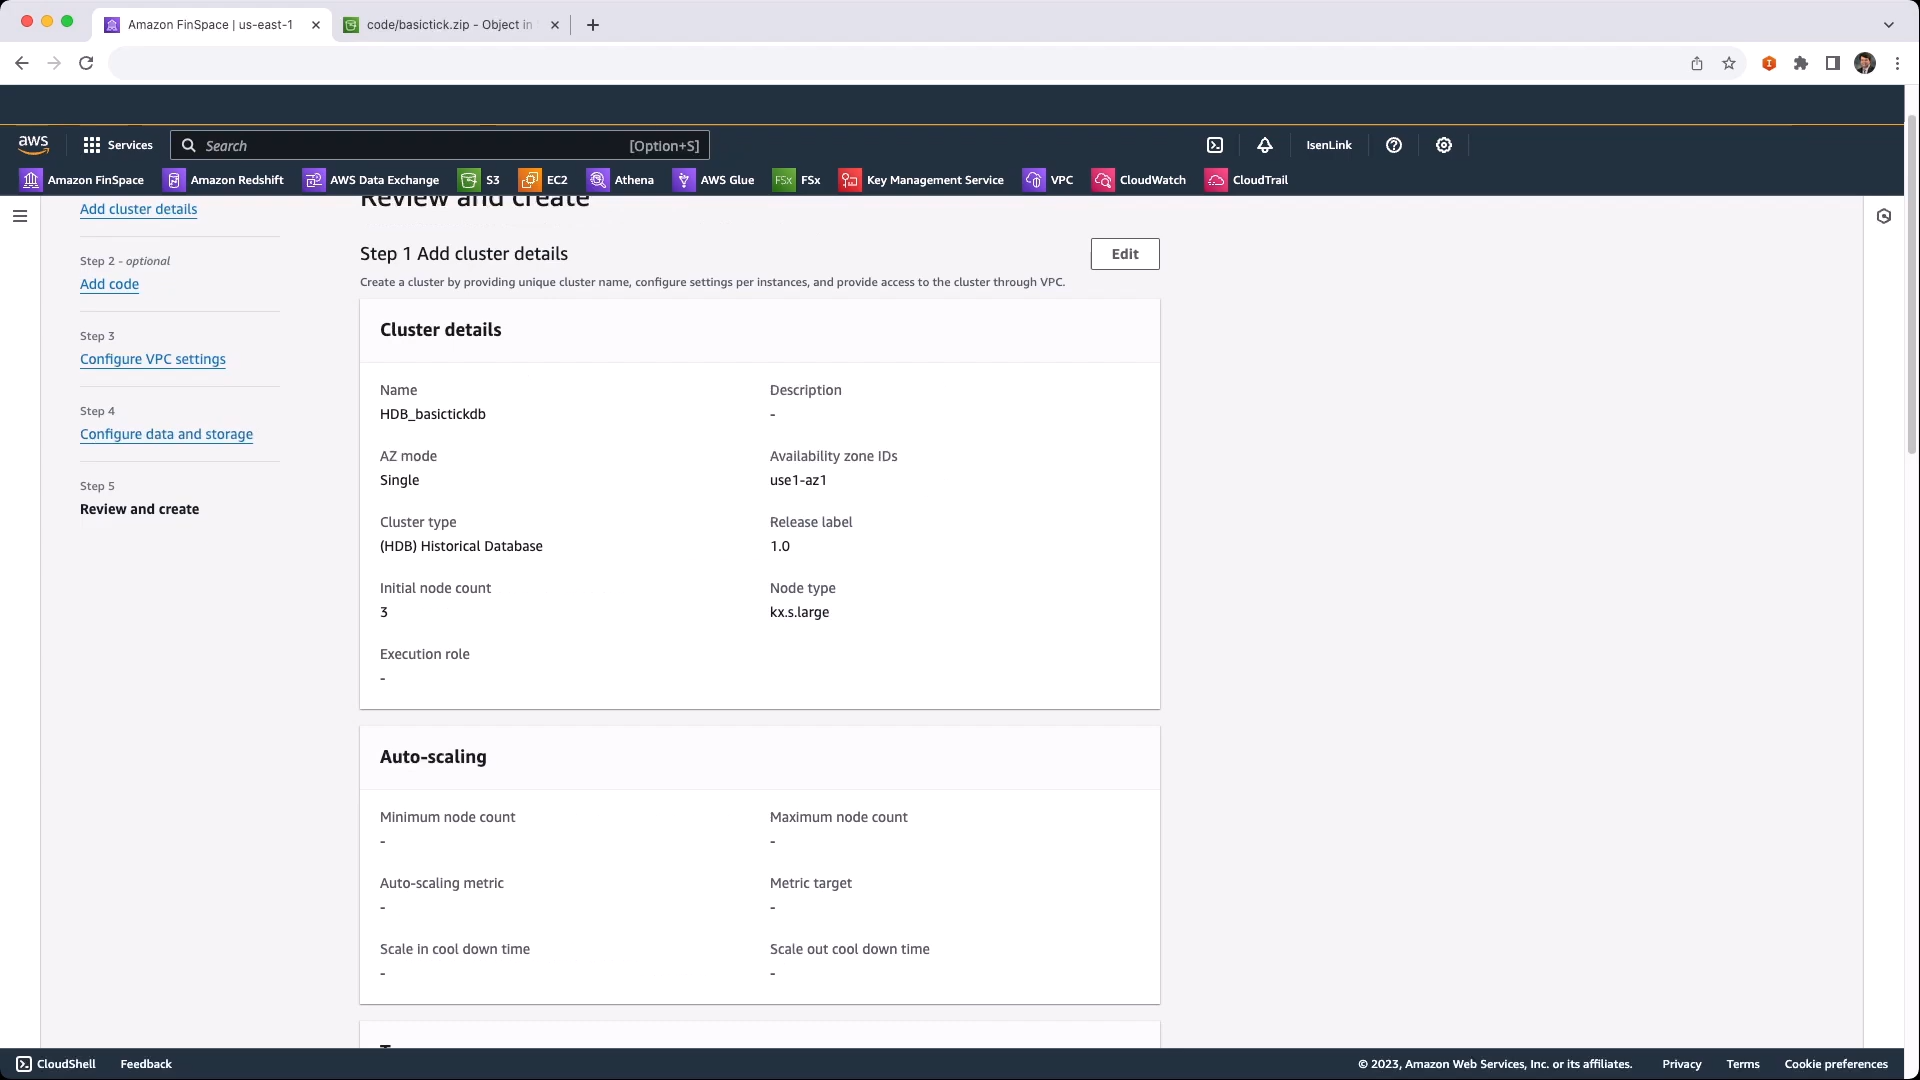 Amazon FinSpace | us-east-1
code/basictick.zip - Object in
aws
Services
Search
[Option+S]
IsenLink
Amazon FinSpace
Amazon Redshift
AWS Data Exchange
S3
EC2
Athena
AWS Glue
FSx
FSx
Key Management Service
VPC
CloudWatch
CloudTrail
Add cluster details
Step 2 - optional
Add code
Step 3
Configure VPC settings
Step 4
Configure data and storage
Step 5
Review and create
Review and create
Step 1 Add cluster details
Edit
Create a cluster by providing unique cluster name, configure settings per instances, and provide access to the cluster through VPC.
Cluster details
Name
HDB_basictickdb
Description
-
AZ mode
Single
Availability zone IDs
use1-az1
Cluster type
(HDB) Historical Database
Release label
1.0
Initial node count
3
Node type
kx.s.large
Execution role
-
Auto-scaling
Minimum node count
-
Maximum node count
-
Auto-scaling metric
-
Metric target
-
Scale in cool down time
-
Scale out cool down time
-
CloudShell
Feedback
© 2023, Amazon Web Services, Inc. or its affiliates.
Privacy
Terms
Cookie preferences